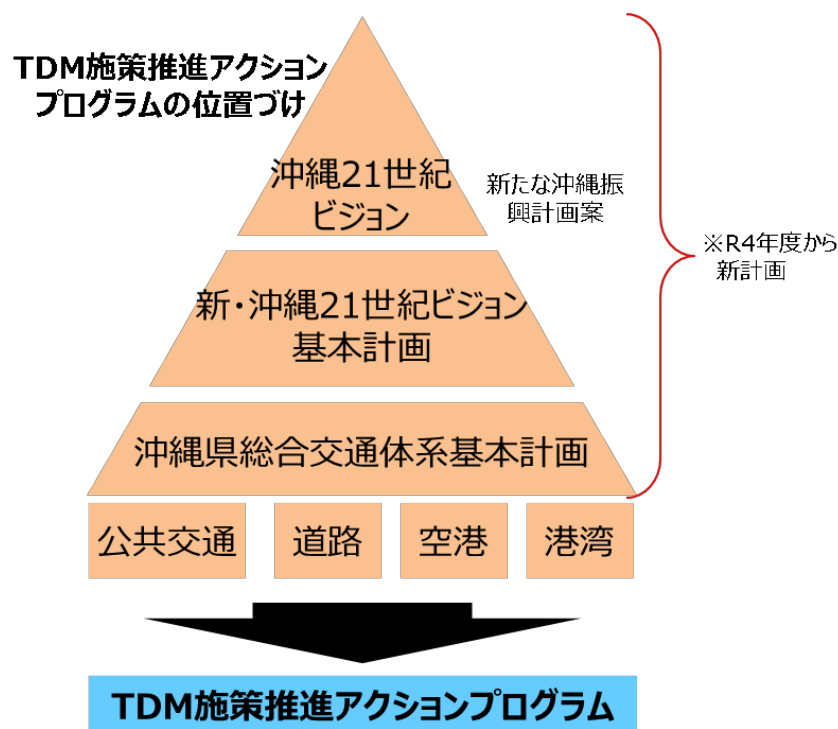 TDM施策推進アクション
プログラムの位置づけ
沖縄21世紀
ビジョン
新たな沖縄振
興計画案
※R4年度から
新計画
新・沖縄21世紀ビジョン
基本計画
沖縄県総合交通体系基本計画
公共交通
道路
空港
港湾
TDM施策推進アクションプログラム